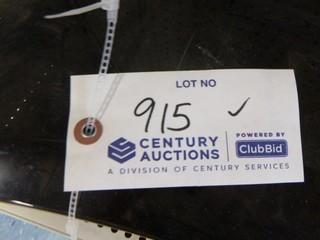 LOT NO
915 ✓
CENTURY AUCTIONS
POWERED BY
ClubBid
A DIVISION OF CENTURY SERVICES